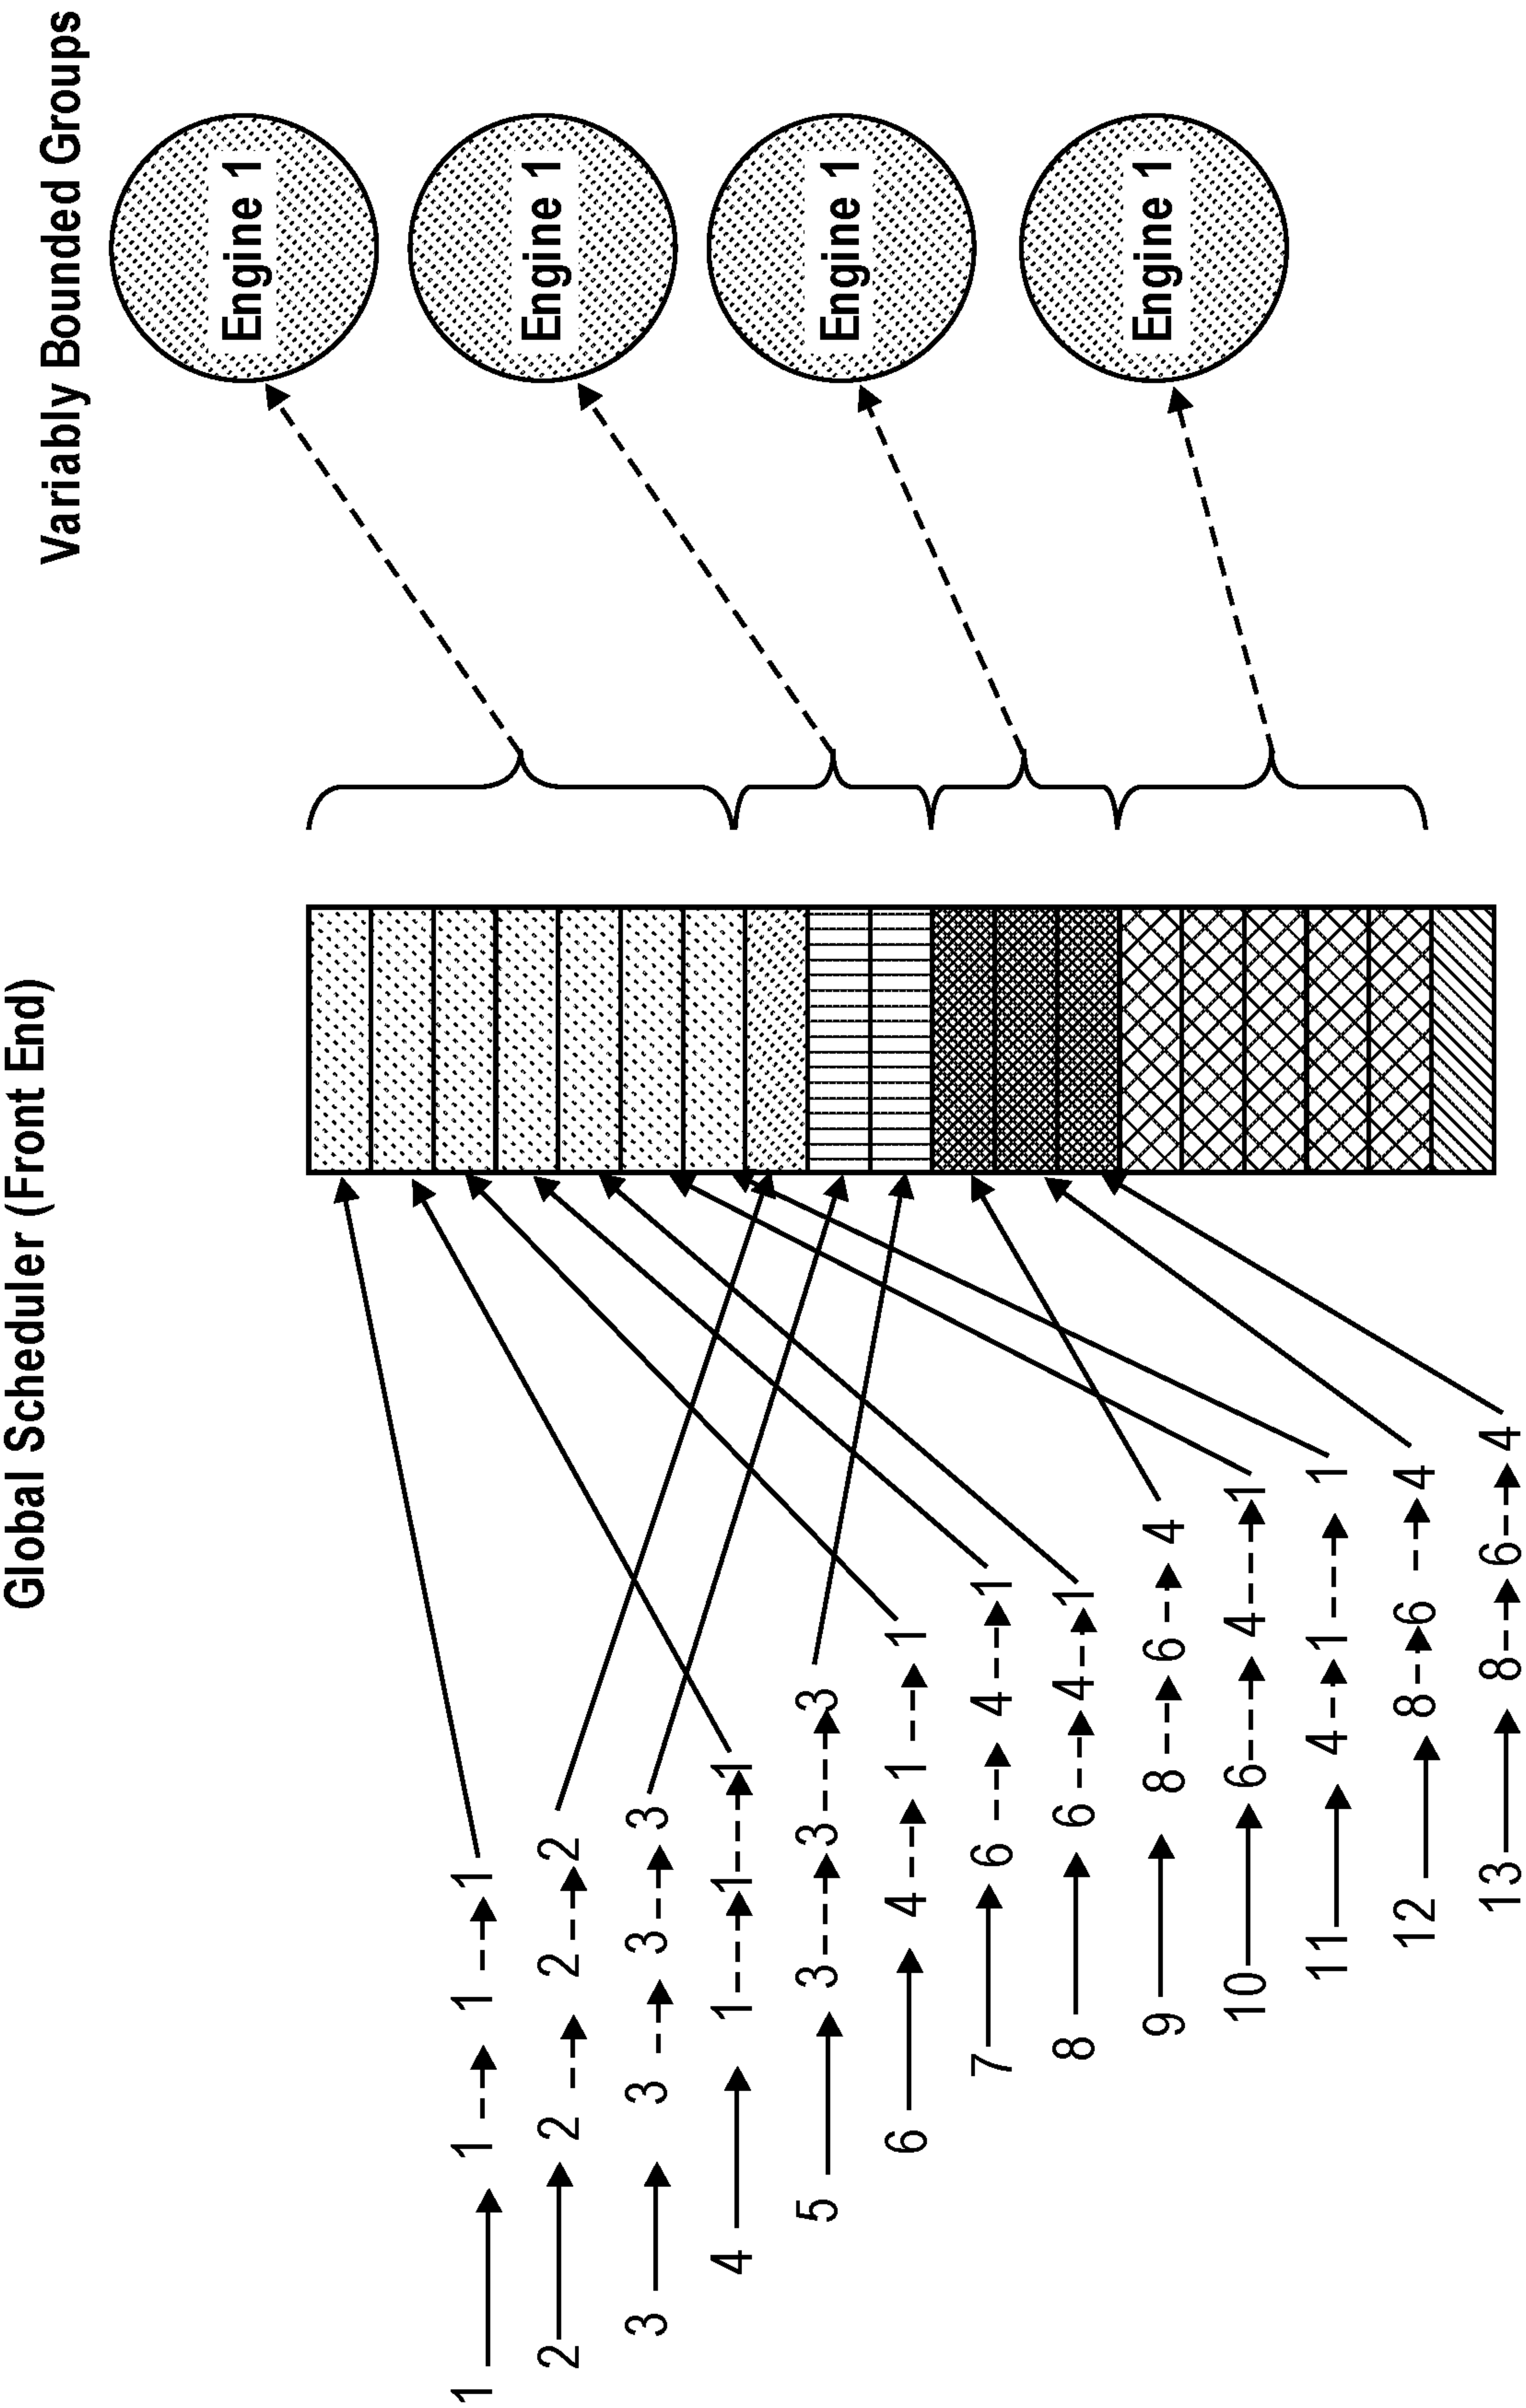 Global Scheduler (Front End)
Variably Bounded Groups
1 1 1 1
2 2 2 2
3 3 3 3
4 1 1 1
5 3 3 3
6 4 1 1
7 6 4 1
8 6 4 1
9 8 6 4
10 6 4 1
11 4 1 1
12 8 6 4
13 8 6 4
Engine 1
Engine 1
Engine 1
Engine 1